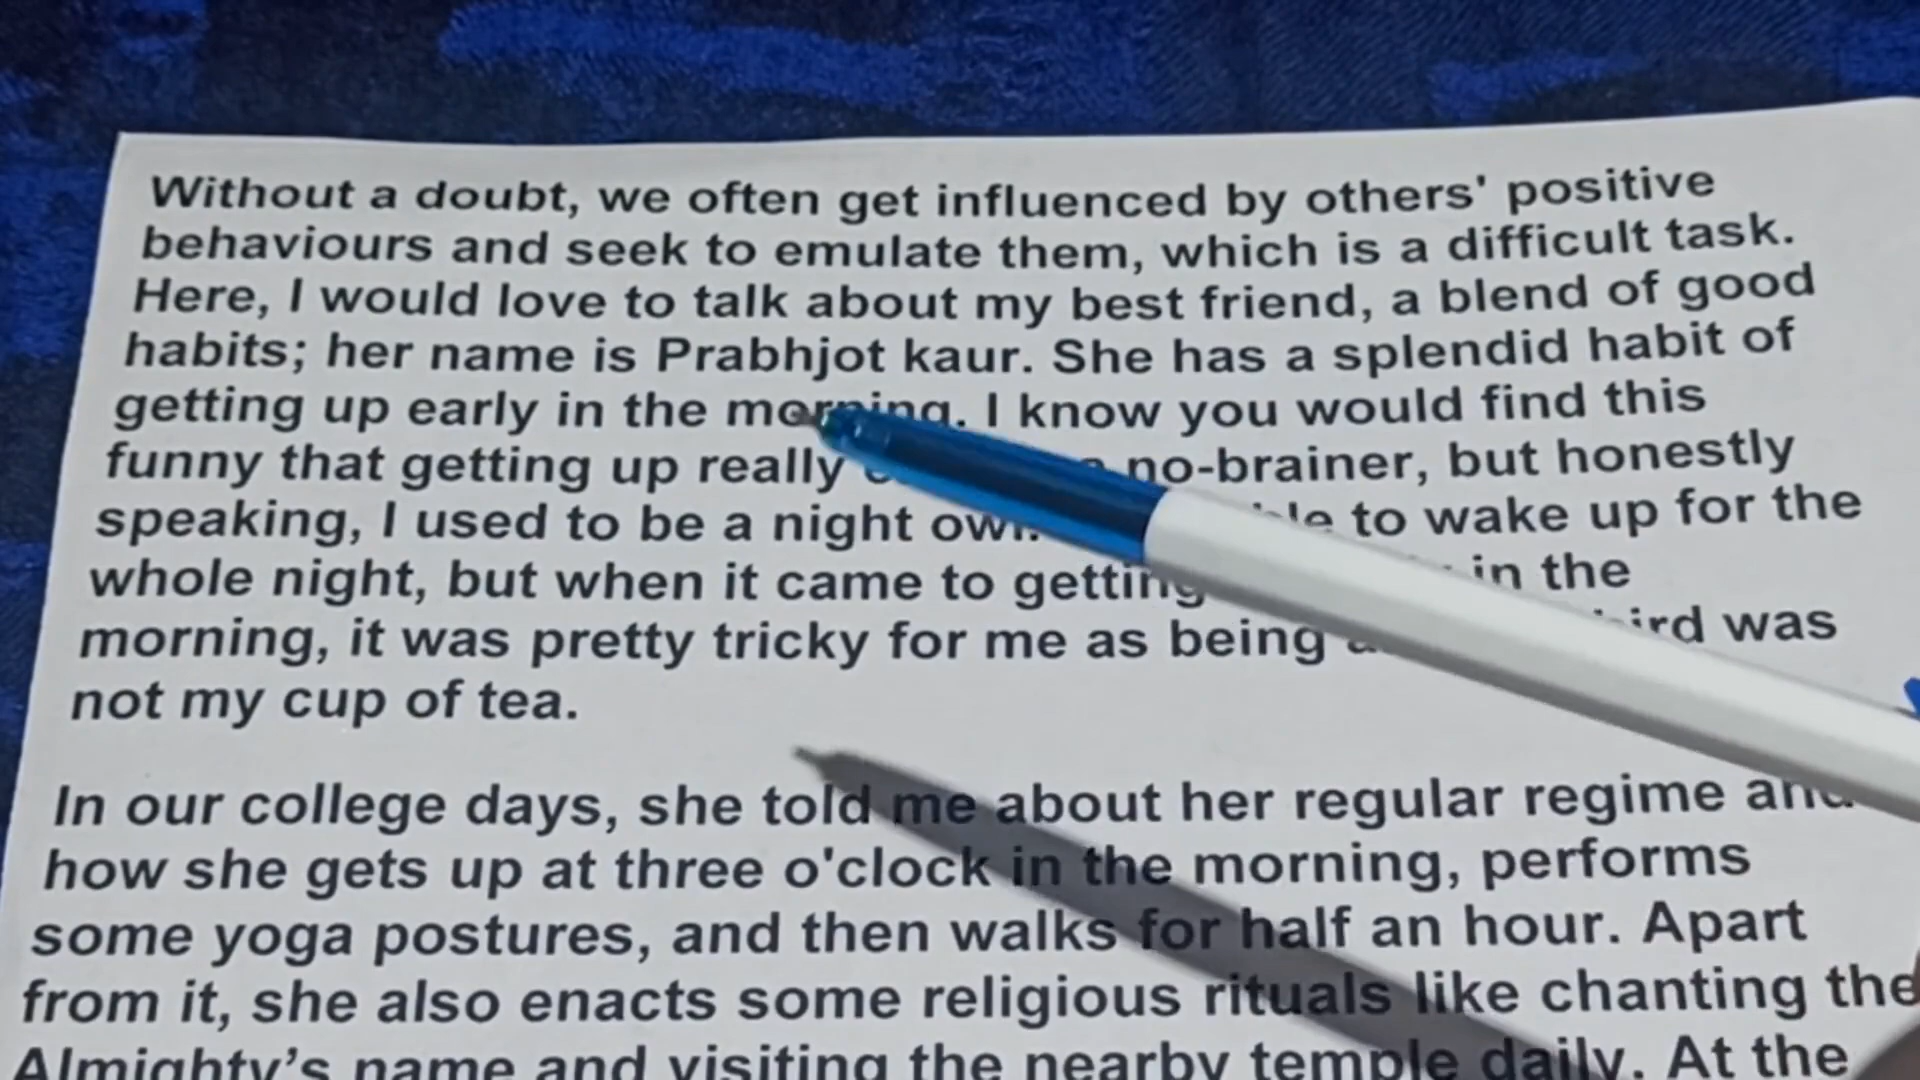 Without a doubt, we often get influenced by others' positive
behaviours and seek to emulate them, which is a difficult task.
Here, I would love to talk about my best friend, a blend of good
habits; her name is Prabhjot kaur. She has a splendid habit of
getting up early in the morning. I know you would find this
funny that getting up really no-brainer, but honestly
speaking, I used to be a night owl. to wake up for the
whole night, but when it came to getting in the
morning, it was pretty tricky for me as being was
not my cup of tea.
In our college days, she told me about her regular regime and
how she gets up at three o'clock in the morning, performs
some yoga postures, and then walks for half an hour. Apart
from it, she also enacts some religious rituals like chanting the
Almighty's name and visiting the nearby temple daily. At the